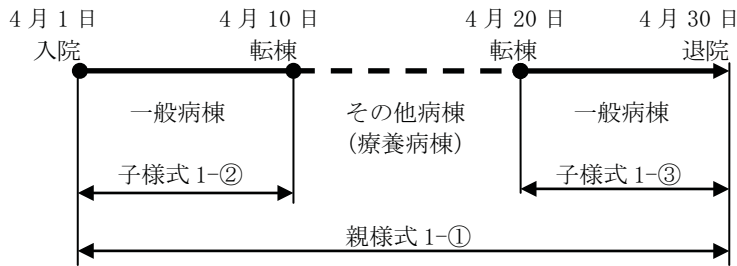 4月1日 4月10日 4月20日 4月30日
入院 転棟 転棟 退院
一般病棟 その他病棟 一般病棟
(療養病棟)
子様式1-② 子様式1-③
親様式1-①